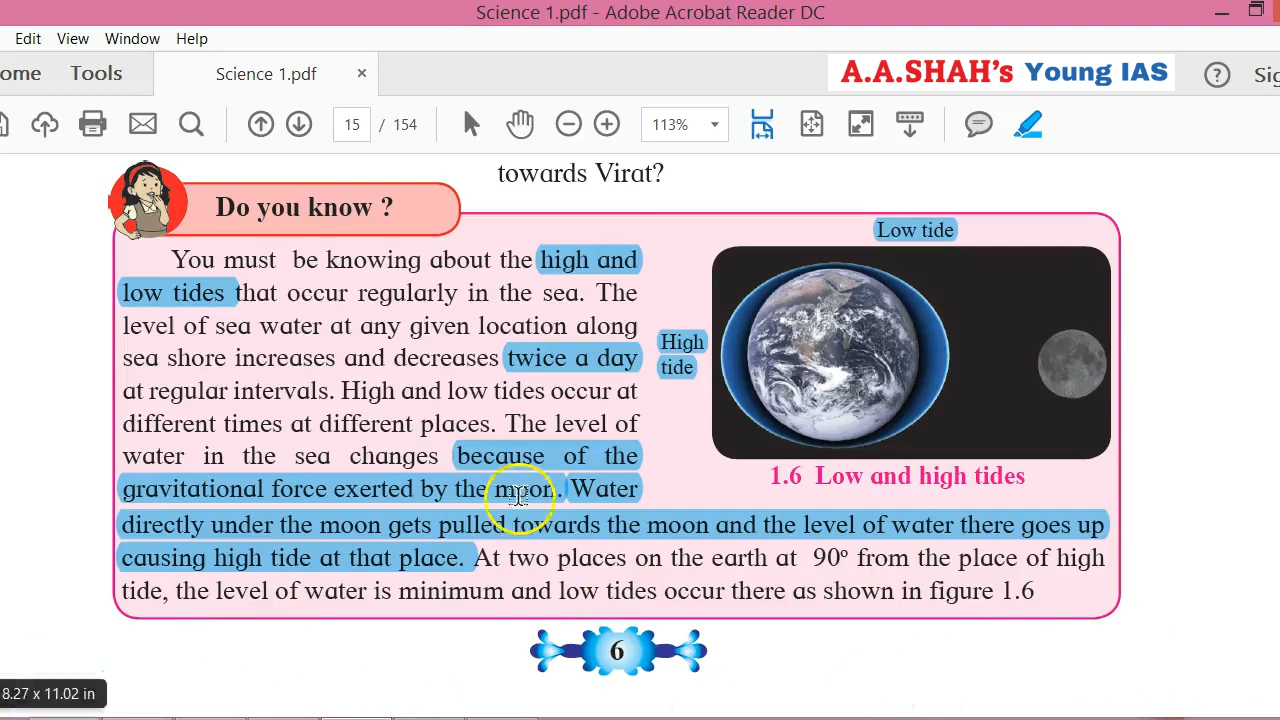 Science 1.pdf - Adobe Acrobat Reader DC
Edit View Window Help
ome Tools Science 1.pdf ×
A.A.SHAH's Young IAS
? Sig
15 / 154 113%
towards Virat?
Do you know ?
You must be knowing about the high and
low tides that occur regularly in the sea. The
level of sea water at any given location along
sea shore increases and decreases twice a day
at regular intervals. High and low tides occur at
different times at different places. The level of
water in the sea changes because of the
gravitational force exerted by the moon. Water
directly under the moon gets pulled towards the moon and the level of water there goes up
causing high tide at that place. At two places on the earth at 90º from the place of high
tide, the level of water is minimum and low tides occur there as shown in figure 1.6
Low tide
High
tide
1.6 Low and high tides
6
8.27 x 11.02 in